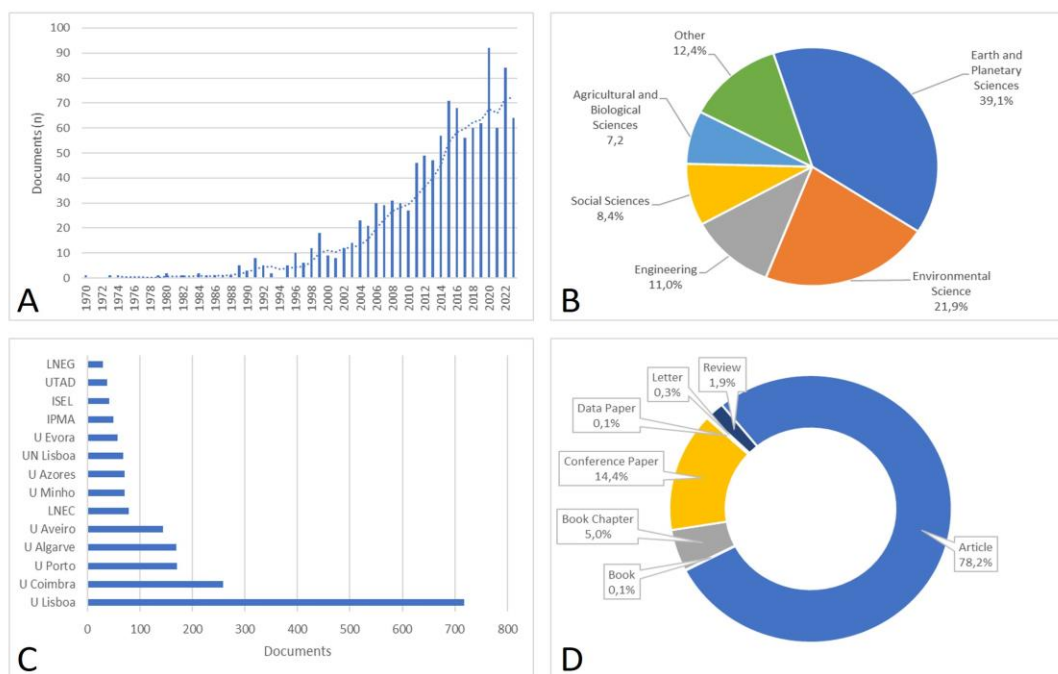 100
90
80
70
60
50
40
30
20
10
0
Documents (n)
1970
1972
1974
1976
1978
1980
1982
1984
1986
1988
1990
1992
1994
1996
1998
2000
2002
2004
2006
2008
2010
2012
2014
2016
2018
2020
2022
A
Other
12,4%
Earth and
Planetary
Sciences
39,1%
Agricultural and
Biological
Sciences
7,2
Social Sciences
8,4%
Engineering
11,0%
Environmental
Science
21,9%
B
LNEG
UTAD
ISEL
IPMA
U Evora
UN Lisboa
U Azores
U Minho
LNEC
U Aveiro
U Algarve
U Porto
U Coimbra
U Lisboa
0 100 200 300 400 500 600 700 800
Documents
C
Review
1,9%
Letter
0,3%
Data Paper
0,1%
Conference Paper
14,4%
Book Chapter
5,0%
Book
0,1%
Article
78,2%
D